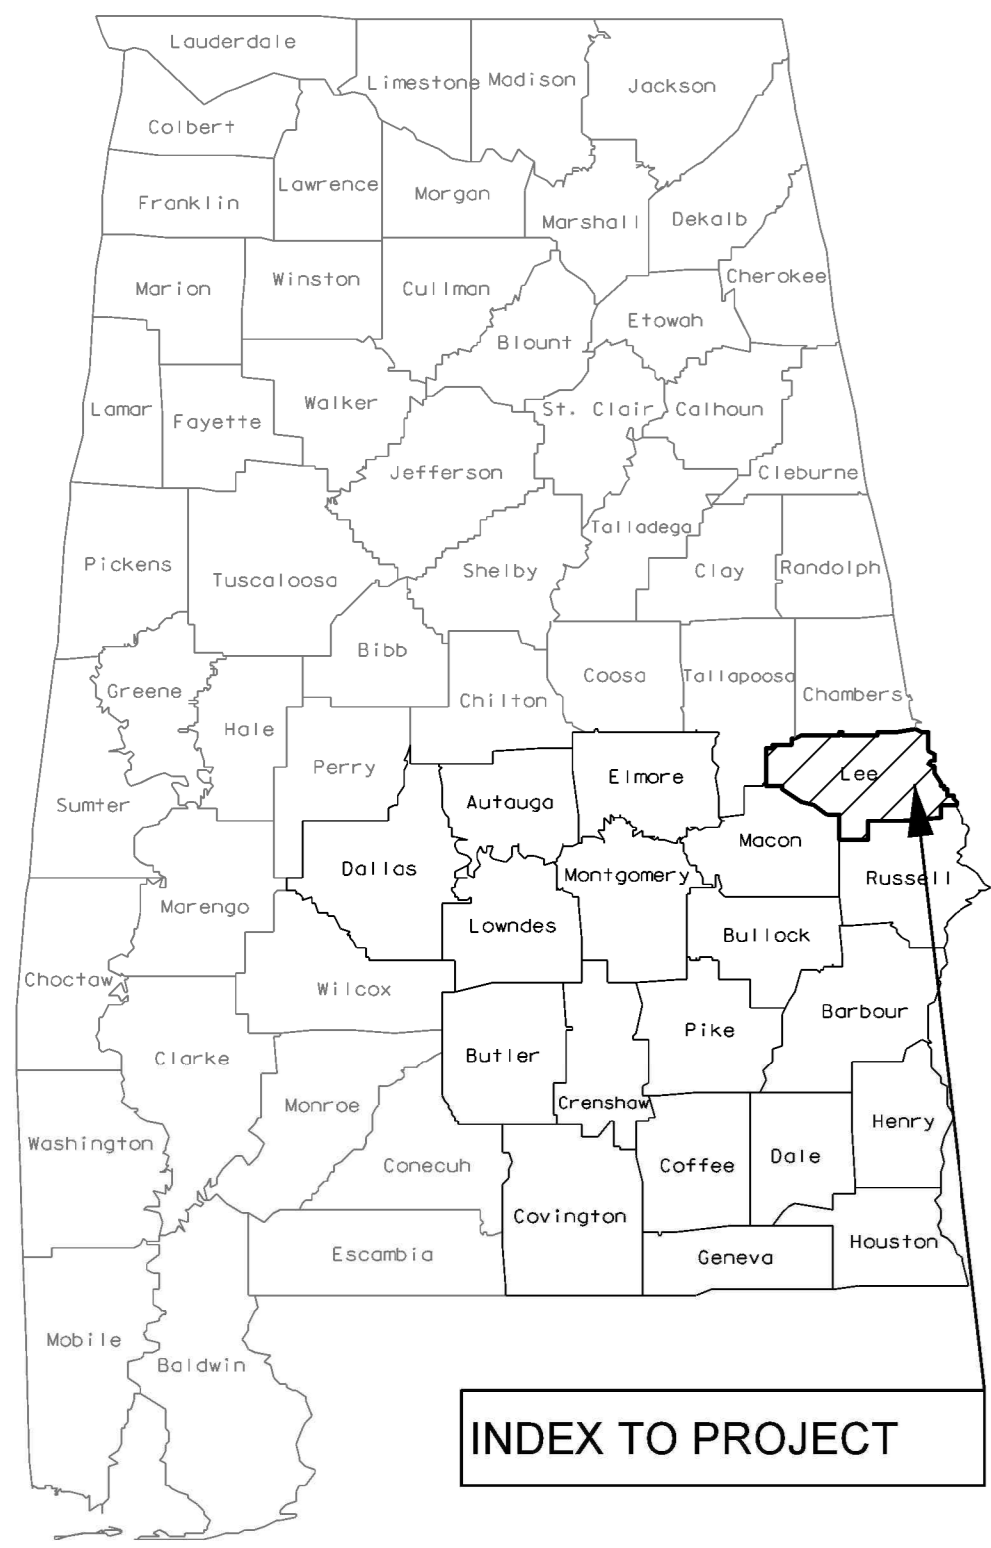 Lauderdale
Limestone
Madison
Jackson
Colbert
Franklin
Lawrence
Morgan
Marshall
Dekalb
Cherokee
Marion
Winston
Cullman
Blount
Etowah
Lamar
Fayette
Walker
St. Clair
Calhoun
Cleburne
Jefferson
Talladega
Pickens
Tuscaloosa
Shelby
Clay
Randolph
Bibb
Coosa
Tallapoosa
Chambers
Greene
Hale
Chilton
Perry
Sumter
Autauga
Elmore
Lee
Dallas
Montgomery
Macon
Russell
Marengo
Lowndes
Bullock
Choctaw
Wilcox
Barbour
Clarke
Butler
Pike
Monroe
Crenshaw
Henry
Washington
Conecuh
Coffee
Dale
Covington
Escambia
Geneva
Houston
Mobile
Baldwin
INDEX TO PROJECT